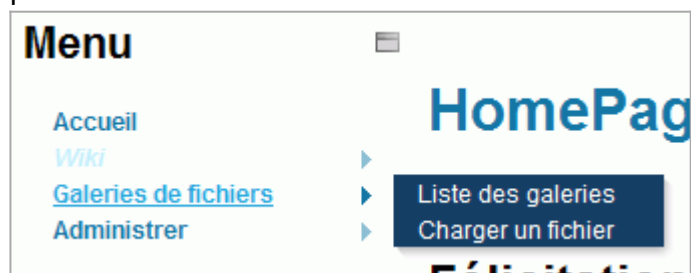 Menu
HomePag
Accueil
Wiki
Galeries de fichiers
Liste des galeries
Administrer
Charger un fichier